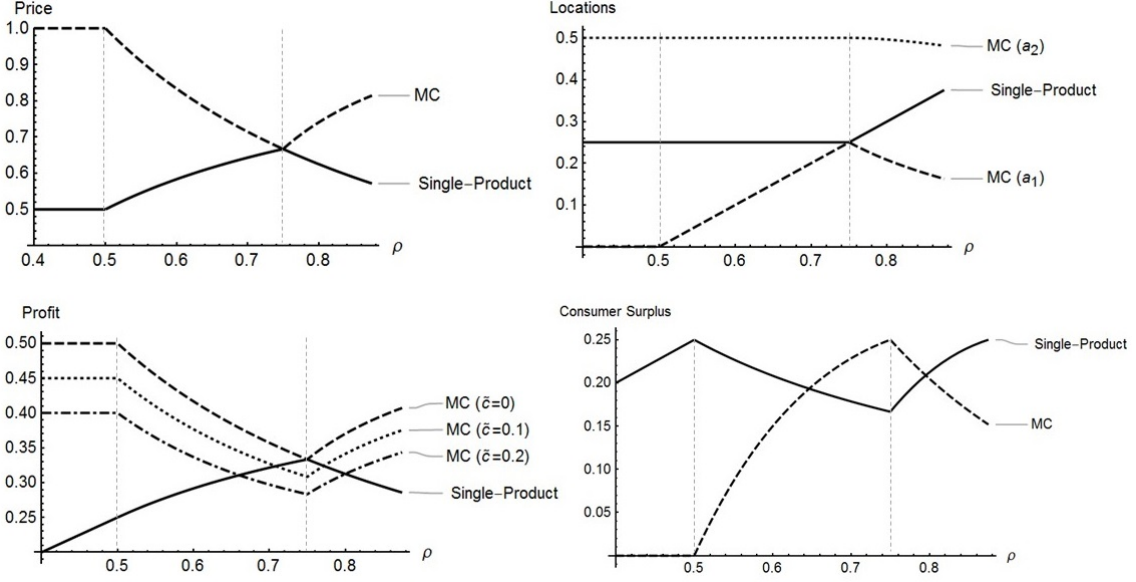 Price
1.0
0.9
0.8
0.7
0.6
0.5
0.4
0.5
0.6
0.7
0.8
ρ
MC
Single−Product
Locations
0.5
0.4
0.3
0.2
0.1
0.5
0.6
0.7
0.8
ρ
MC (a₂)
Single−Product
MC (a₁)
Profit
0.50
0.45
0.40
0.35
0.30
0.25
0.5
0.6
0.7
0.8
ρ
MC (c̃=0)
MC (c̃=0.1)
MC (c̃=0.2)
Single−Product
Consumer Surplus
0.25
0.20
0.15
0.10
0.05
0.5
0.6
0.7
0.8
ρ
Single−Product
MC